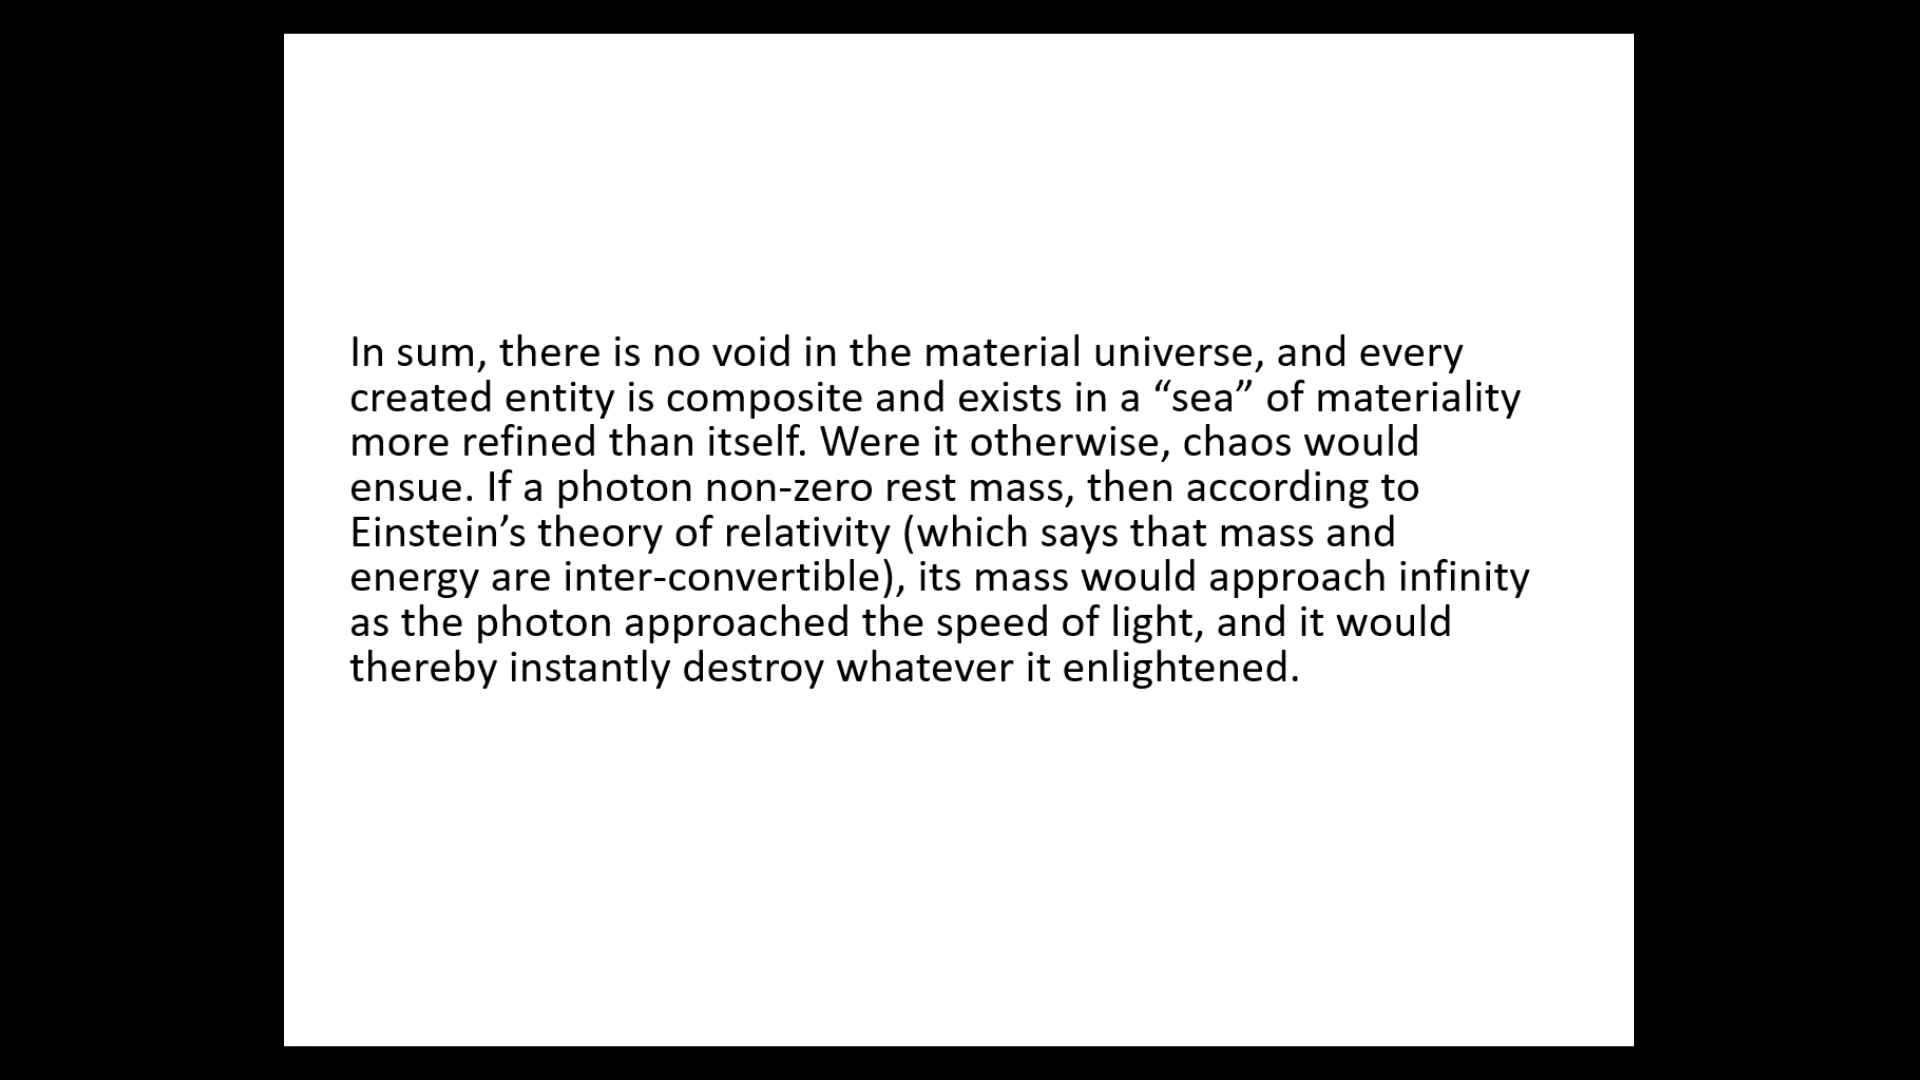 In sum, there is no void in the material universe, and every
created entity is composite and exists in a “sea” of materiality
more refined than itself. Were it otherwise, chaos would
ensue. If a photon non-zero rest mass, then according to
Einstein’s theory of relativity (which says that mass and
energy are inter-convertible), its mass would approach infinity
as the photon approached the speed of light, and it would
thereby instantly destroy whatever it enlightened.